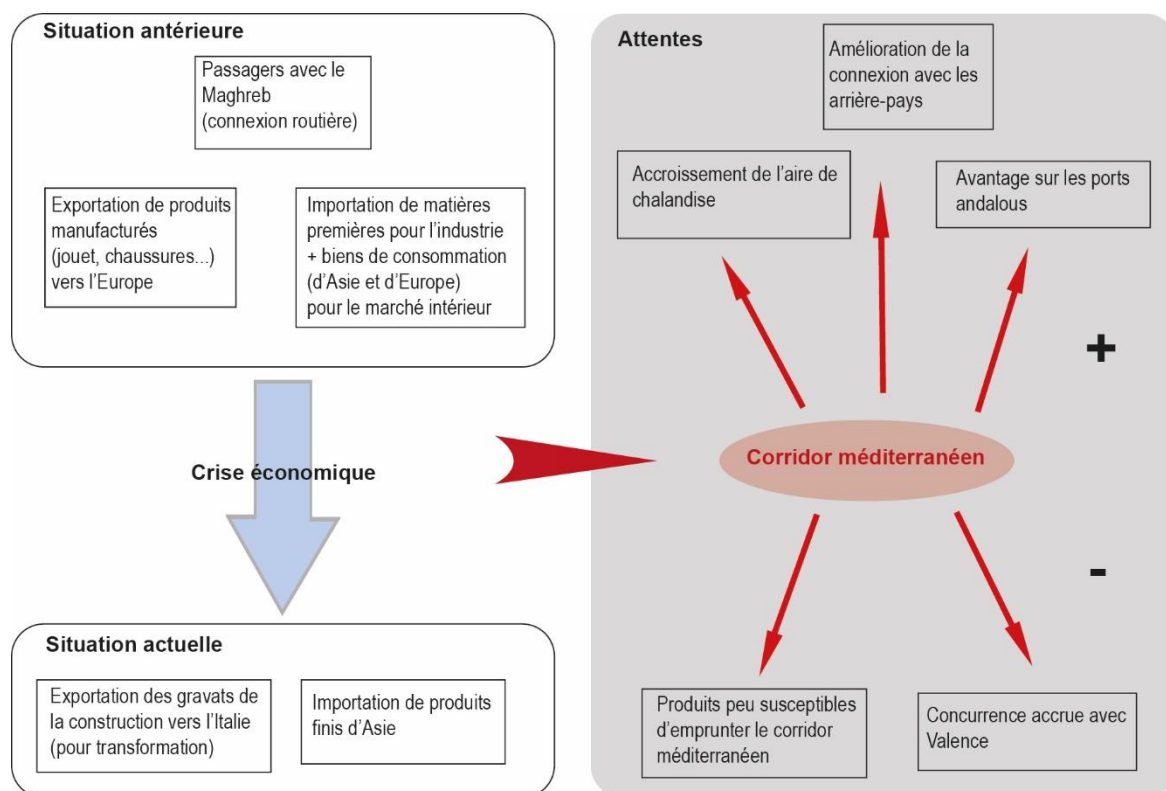 Situation antérieure
Passagers avec le
Maghreb
(connexion routière)
Exportation de produits
manufacturés
(jouet, chaussures...)
vers l'Europe
Importation de matières
premières pour l'industrie
+ biens de consommation
(d'Asie et d'Europe)
pour le marché intérieur
Crise économique
Situation actuelle
Exportation des gravats de
la construction vers l'Italie
(pour transformation)
Importation de produits
finis d'Asie
Attentes
Amélioration de la
connexion avec les
arrière-pays
Accroissement de l'aire de
chalandise
Avantage sur les ports
andalous
+
Corridor méditerranéen
-
Produits peu susceptibles
d'emprunter le corridor
méditerranéen
Concurrence accrue avec
Valence